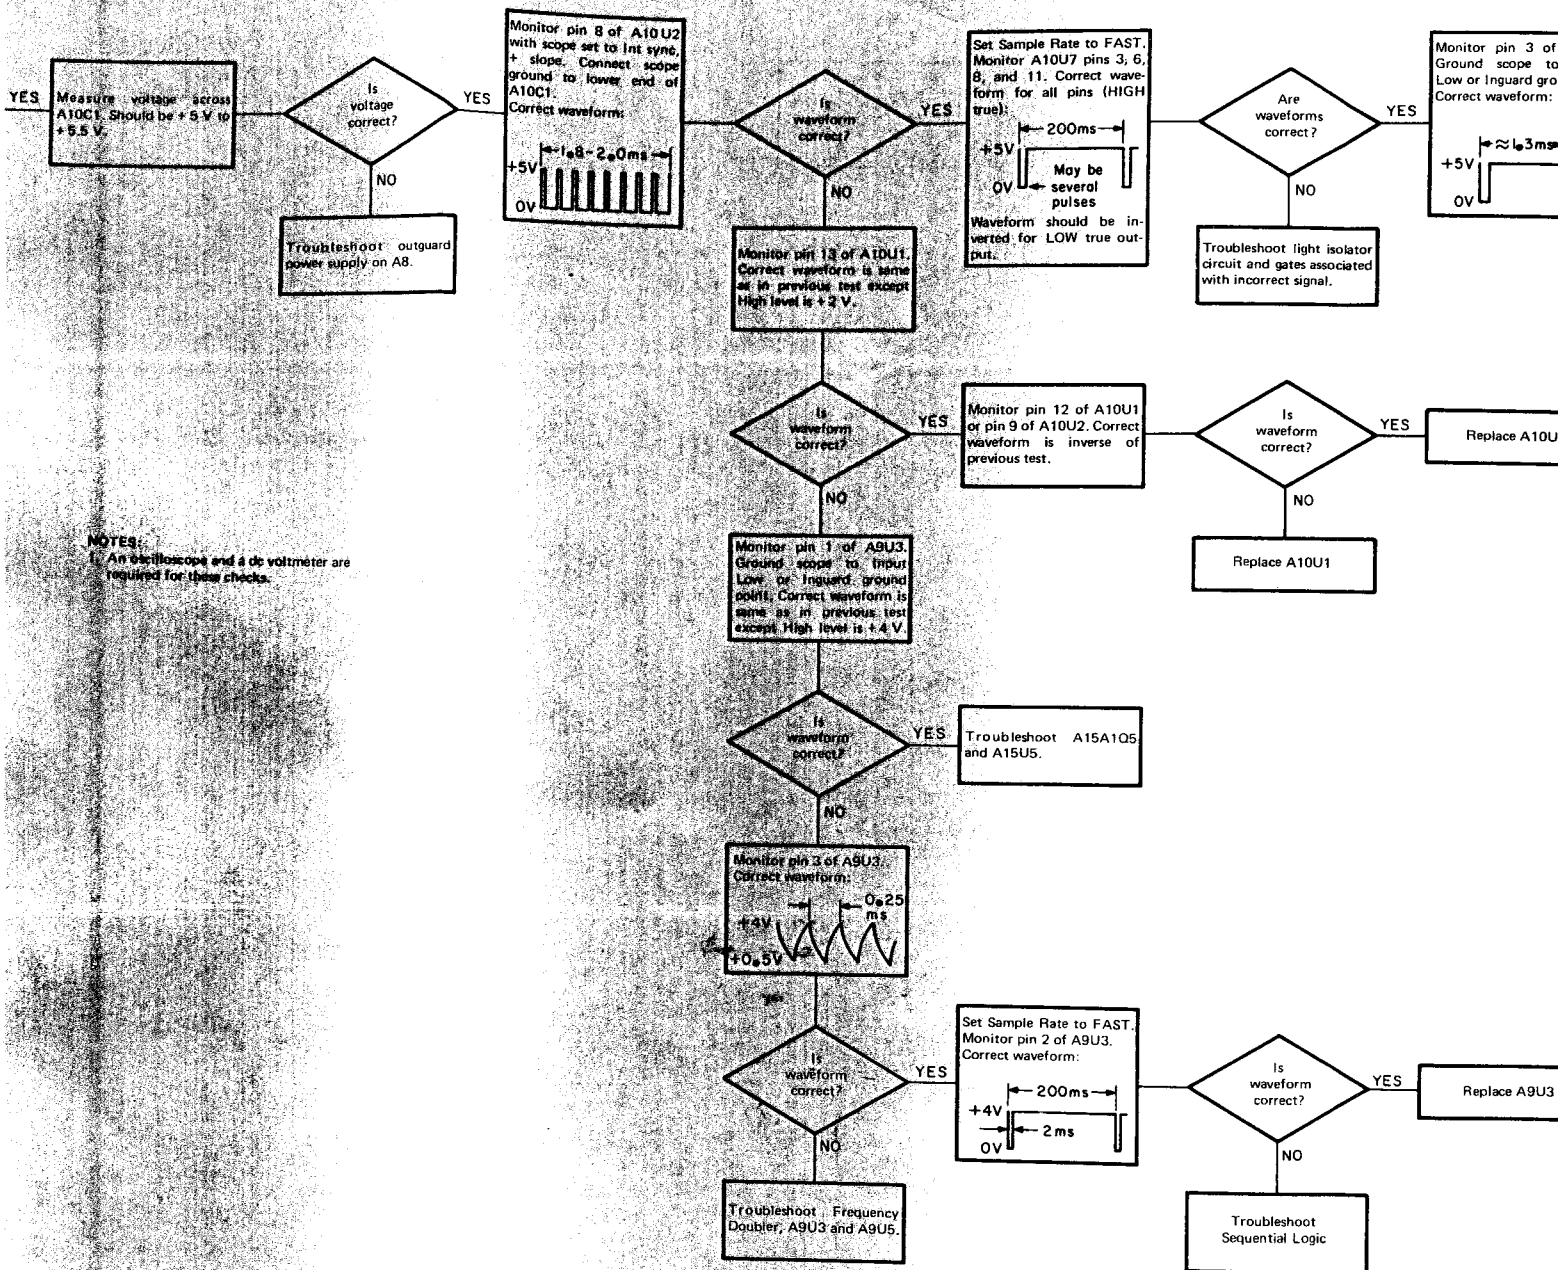 YES
Measure voltage across
A10C1. Should be + 5 V to
+ 5.5 V.
Is
voltage
correct?
YES
NO
Troubleshoot outguard
power supply on A8.
Monitor pin 8 of A10U2
with scope set to Int sync,
+ slope. Connect scope
ground to lower end of
A10C1.
Correct waveform:
1.8-2.0ms
+5V
0V
Is
waveform
correct?
YES
NO
Set Sample Rate to FAST.
Monitor A10U7 pins 3, 6,
8, and 11. Correct wave-
form for all pins (HIGH
true):
200ms
+5V
0V
May be
several
pulses
Waveform should be in-
verted for LOW true out-
put.
Are
waveforms
correct?
YES
NO
Troubleshoot light isolator
circuit and gates associated
with incorrect signal.
Monitor pin 3 of
Ground scope to
Low or Inguard gro
Correct waveform:
≈1.3ms
+5V
0V
Monitor pin 13 of A10U1.
Correct waveform is same
as in previous test except
High level is + 2 V.
Is
waveform
correct?
YES
NO
Monitor pin 12 of A10U1
or pin 9 of A10U2. Correct
waveform is inverse of
previous test.
Is
waveform
correct?
YES
NO
Replace A10U
Replace A10U1
NOTES:
1. An oscilloscope and a dc voltmeter are
required for these checks.
Monitor pin 1 of A9U3.
Ground scope to Input
Low or Inguard ground
point. Correct waveform is
same as in previous test
except High level is + 4 V.
Is
waveform
correct?
YES
NO
Troubleshoot A15A1Q5
and A15U5.
Monitor pin 3 of A9U3.
Correct waveform:
0.25
ms
+4V
+0.5V
yes
Is
waveform
correct?
YES
NO
Set Sample Rate to FAST.
Monitor pin 2 of A9U3.
Correct waveform:
200ms
+4V
2ms
0V
Is
waveform
correct?
YES
NO
Replace A9U3
Troubleshoot Frequency
Doubler, A9U3 and A9U5.
Troubleshoot
Sequential Logic